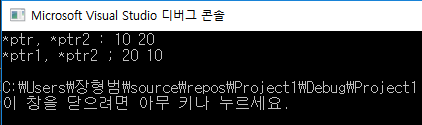 Microsoft Visual Studio 디버그 콘솔
*ptr, *ptr2 : 10 20
*ptr1, *ptr2 ; 20 10
C:₩Users₩장형범₩source₩repos₩Project1₩Debug₩Project1
이 창을 닫으려면 아무 키나 누르세요.